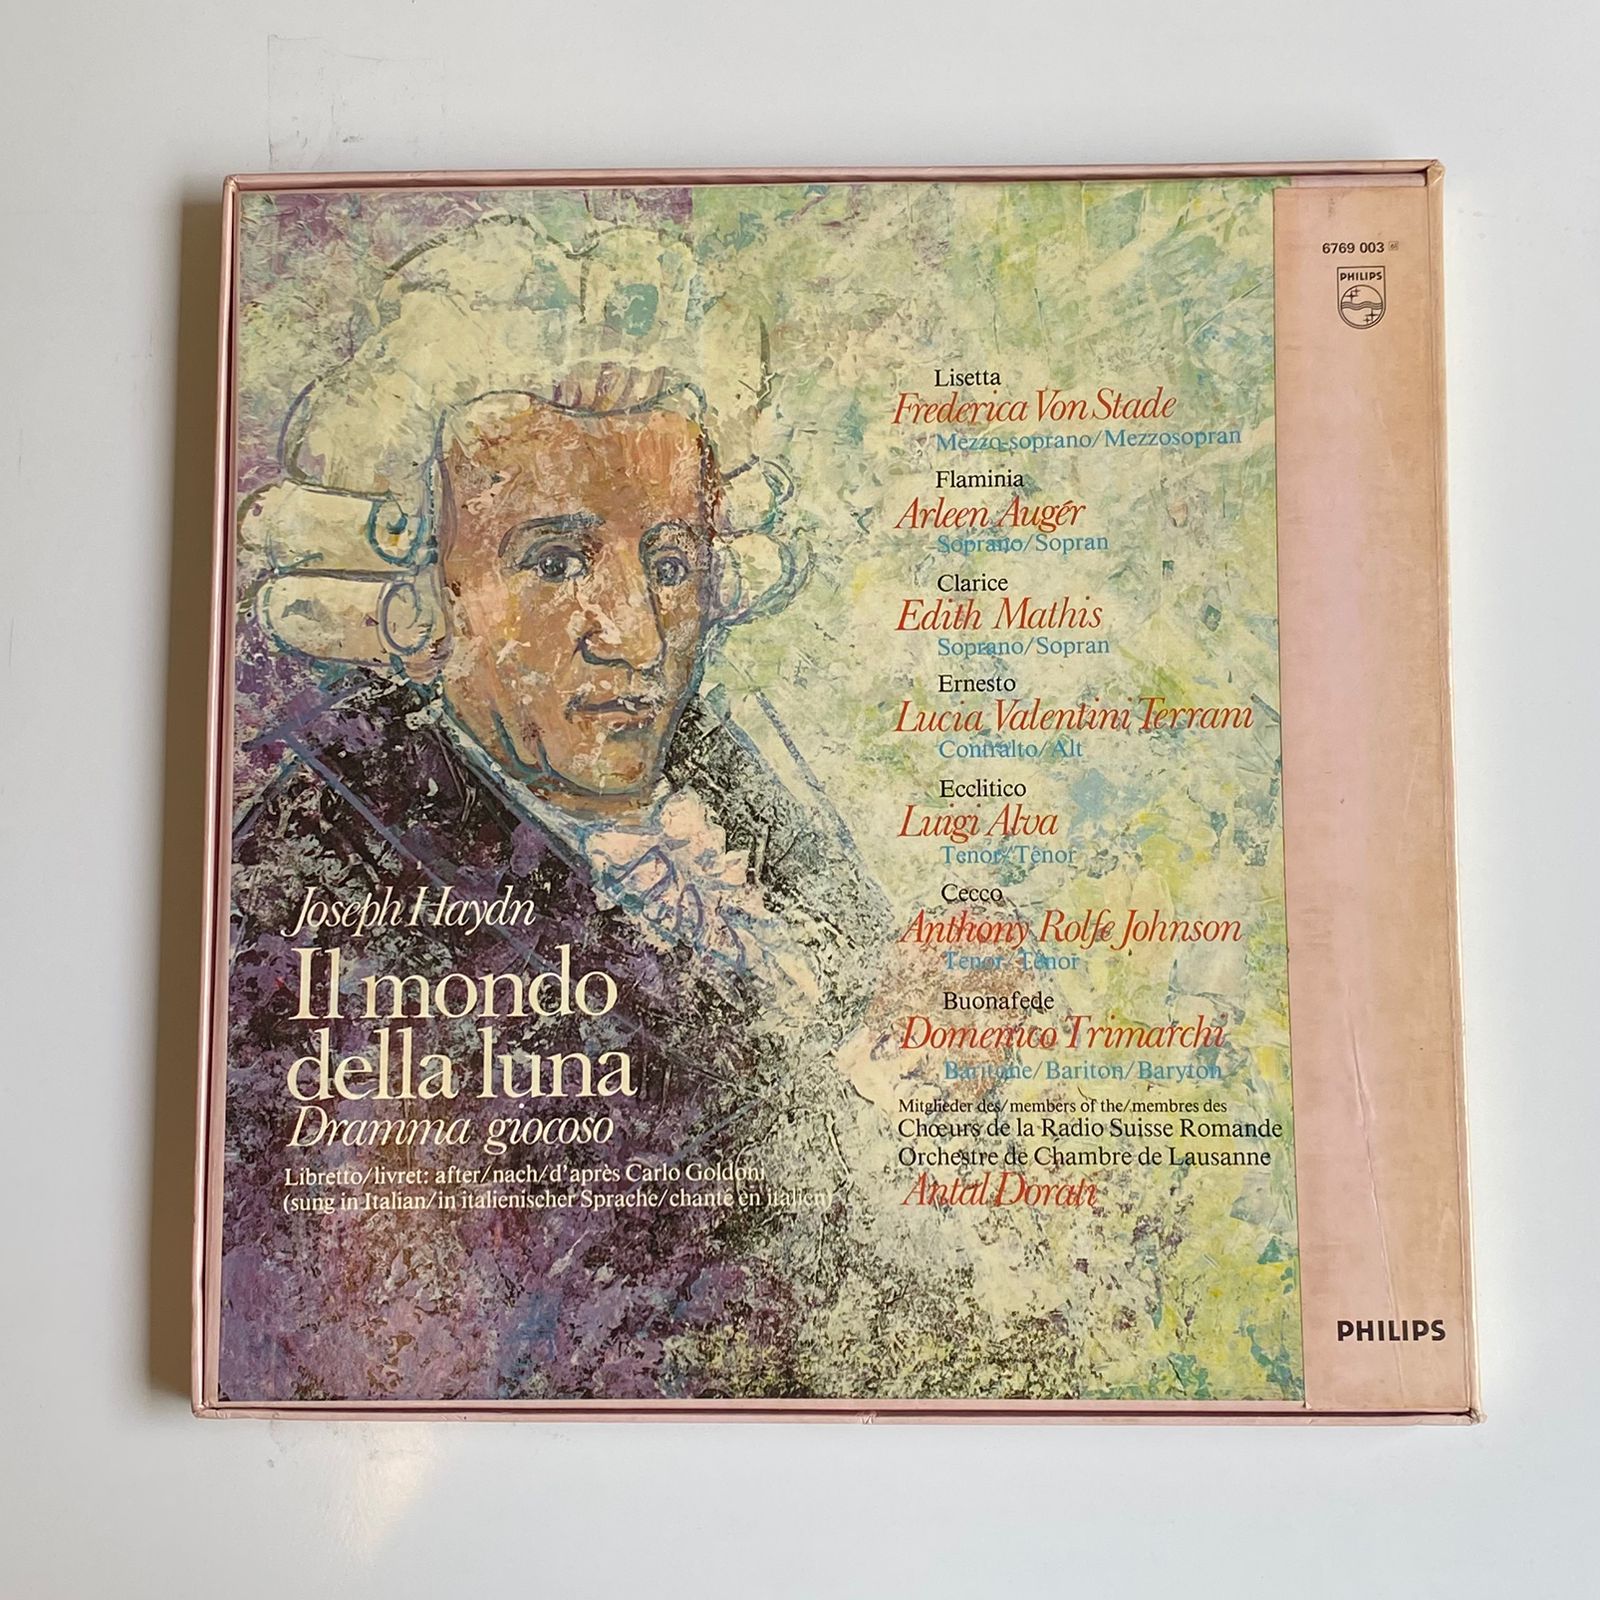 6769 003
PHILIPS
Lisetta
Frederica Von Stade
Mezzo-soprano/Mezzosopran
Flaminia
Arleen Augér
Soprano/Sopran
Clarice
Edith Mathis
Soprano/Sopran
Ernesto
Lucia Valentini Terrani
Contralto/Alt
Ecclitico
Luigi Alva
Tenor/Ténor
Cecco
Anthony Rolfe Johnson
Tenor/Ténor
Buonafede
Domenico Trimarchi
Baritone/Bariton/Baryton
Mitglieder des/members of the/membres des
Chœurs de la Radio Suisse Romande
Orchestre de Chambre de Lausanne
Antal Dorati
Joseph Haydn
Il mondo
della luna
Dramma giocoso
Libretto/livret: after/nach/d'après Carlo Goldoni
(sung in Italian/in italienischer Sprache/chanté en italien)
PHILIPS